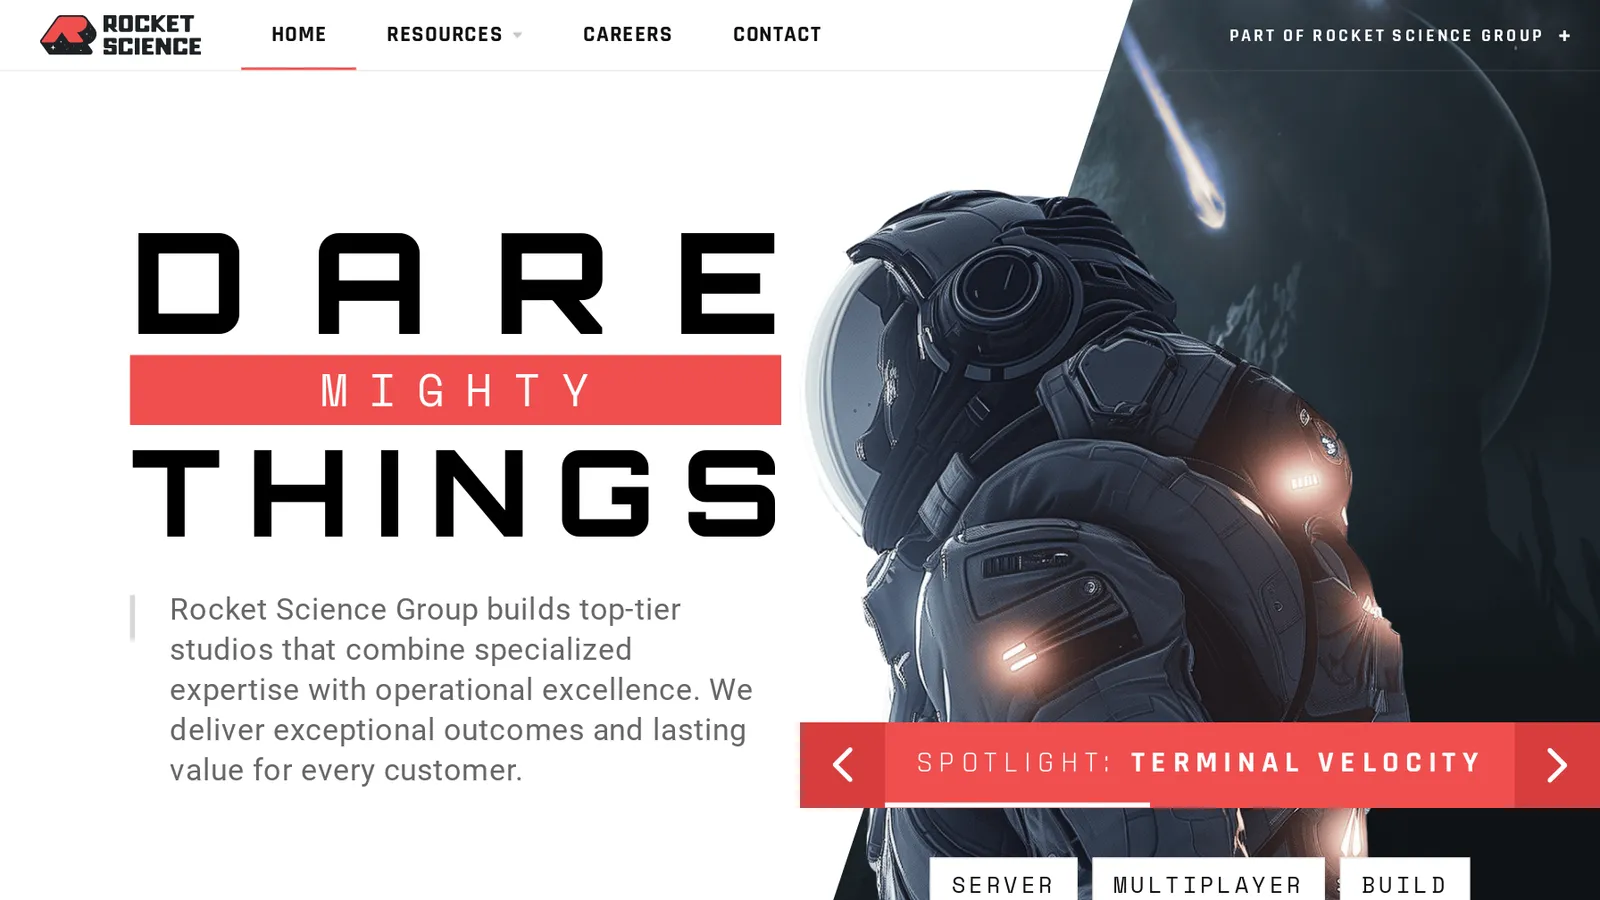 ROCKET
SCIENCE
HOME
RESOURCES
CAREERS
CONTACT
PART OF ROCKET SCIENCE GROUP +
DARE
MIGHTY
THINGS
Rocket Science Group builds top-tier
studios that combine specialized
expertise with operational excellence. We
deliver exceptional outcomes and lasting
value for every customer.
SPOTLIGHT: TERMINAL VELOCITY
SERVER
MULTIPLAYER
BUILD